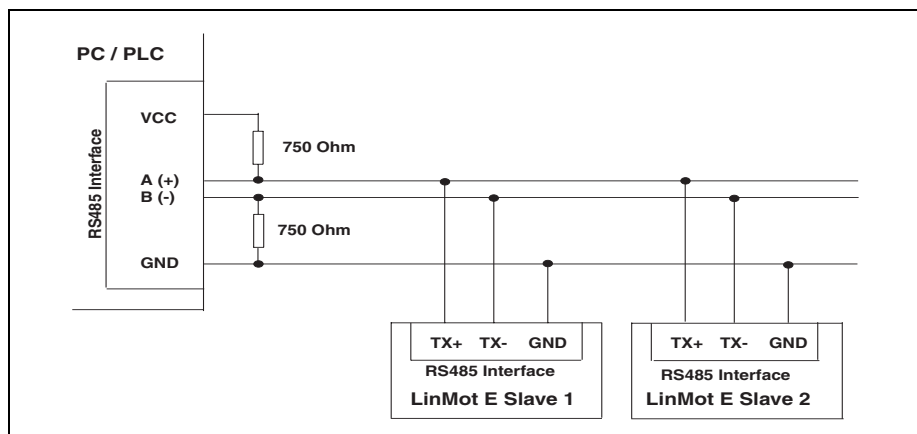 PC / PLC
RS485 Interface
VCC
750 Ohm
A (+)
B (-)
750 Ohm
GND
TX+ TX- GND
RS485 Interface
LinMot E Slave 1
TX+ TX- GND
RS485 Interface
LinMot E Slave 2